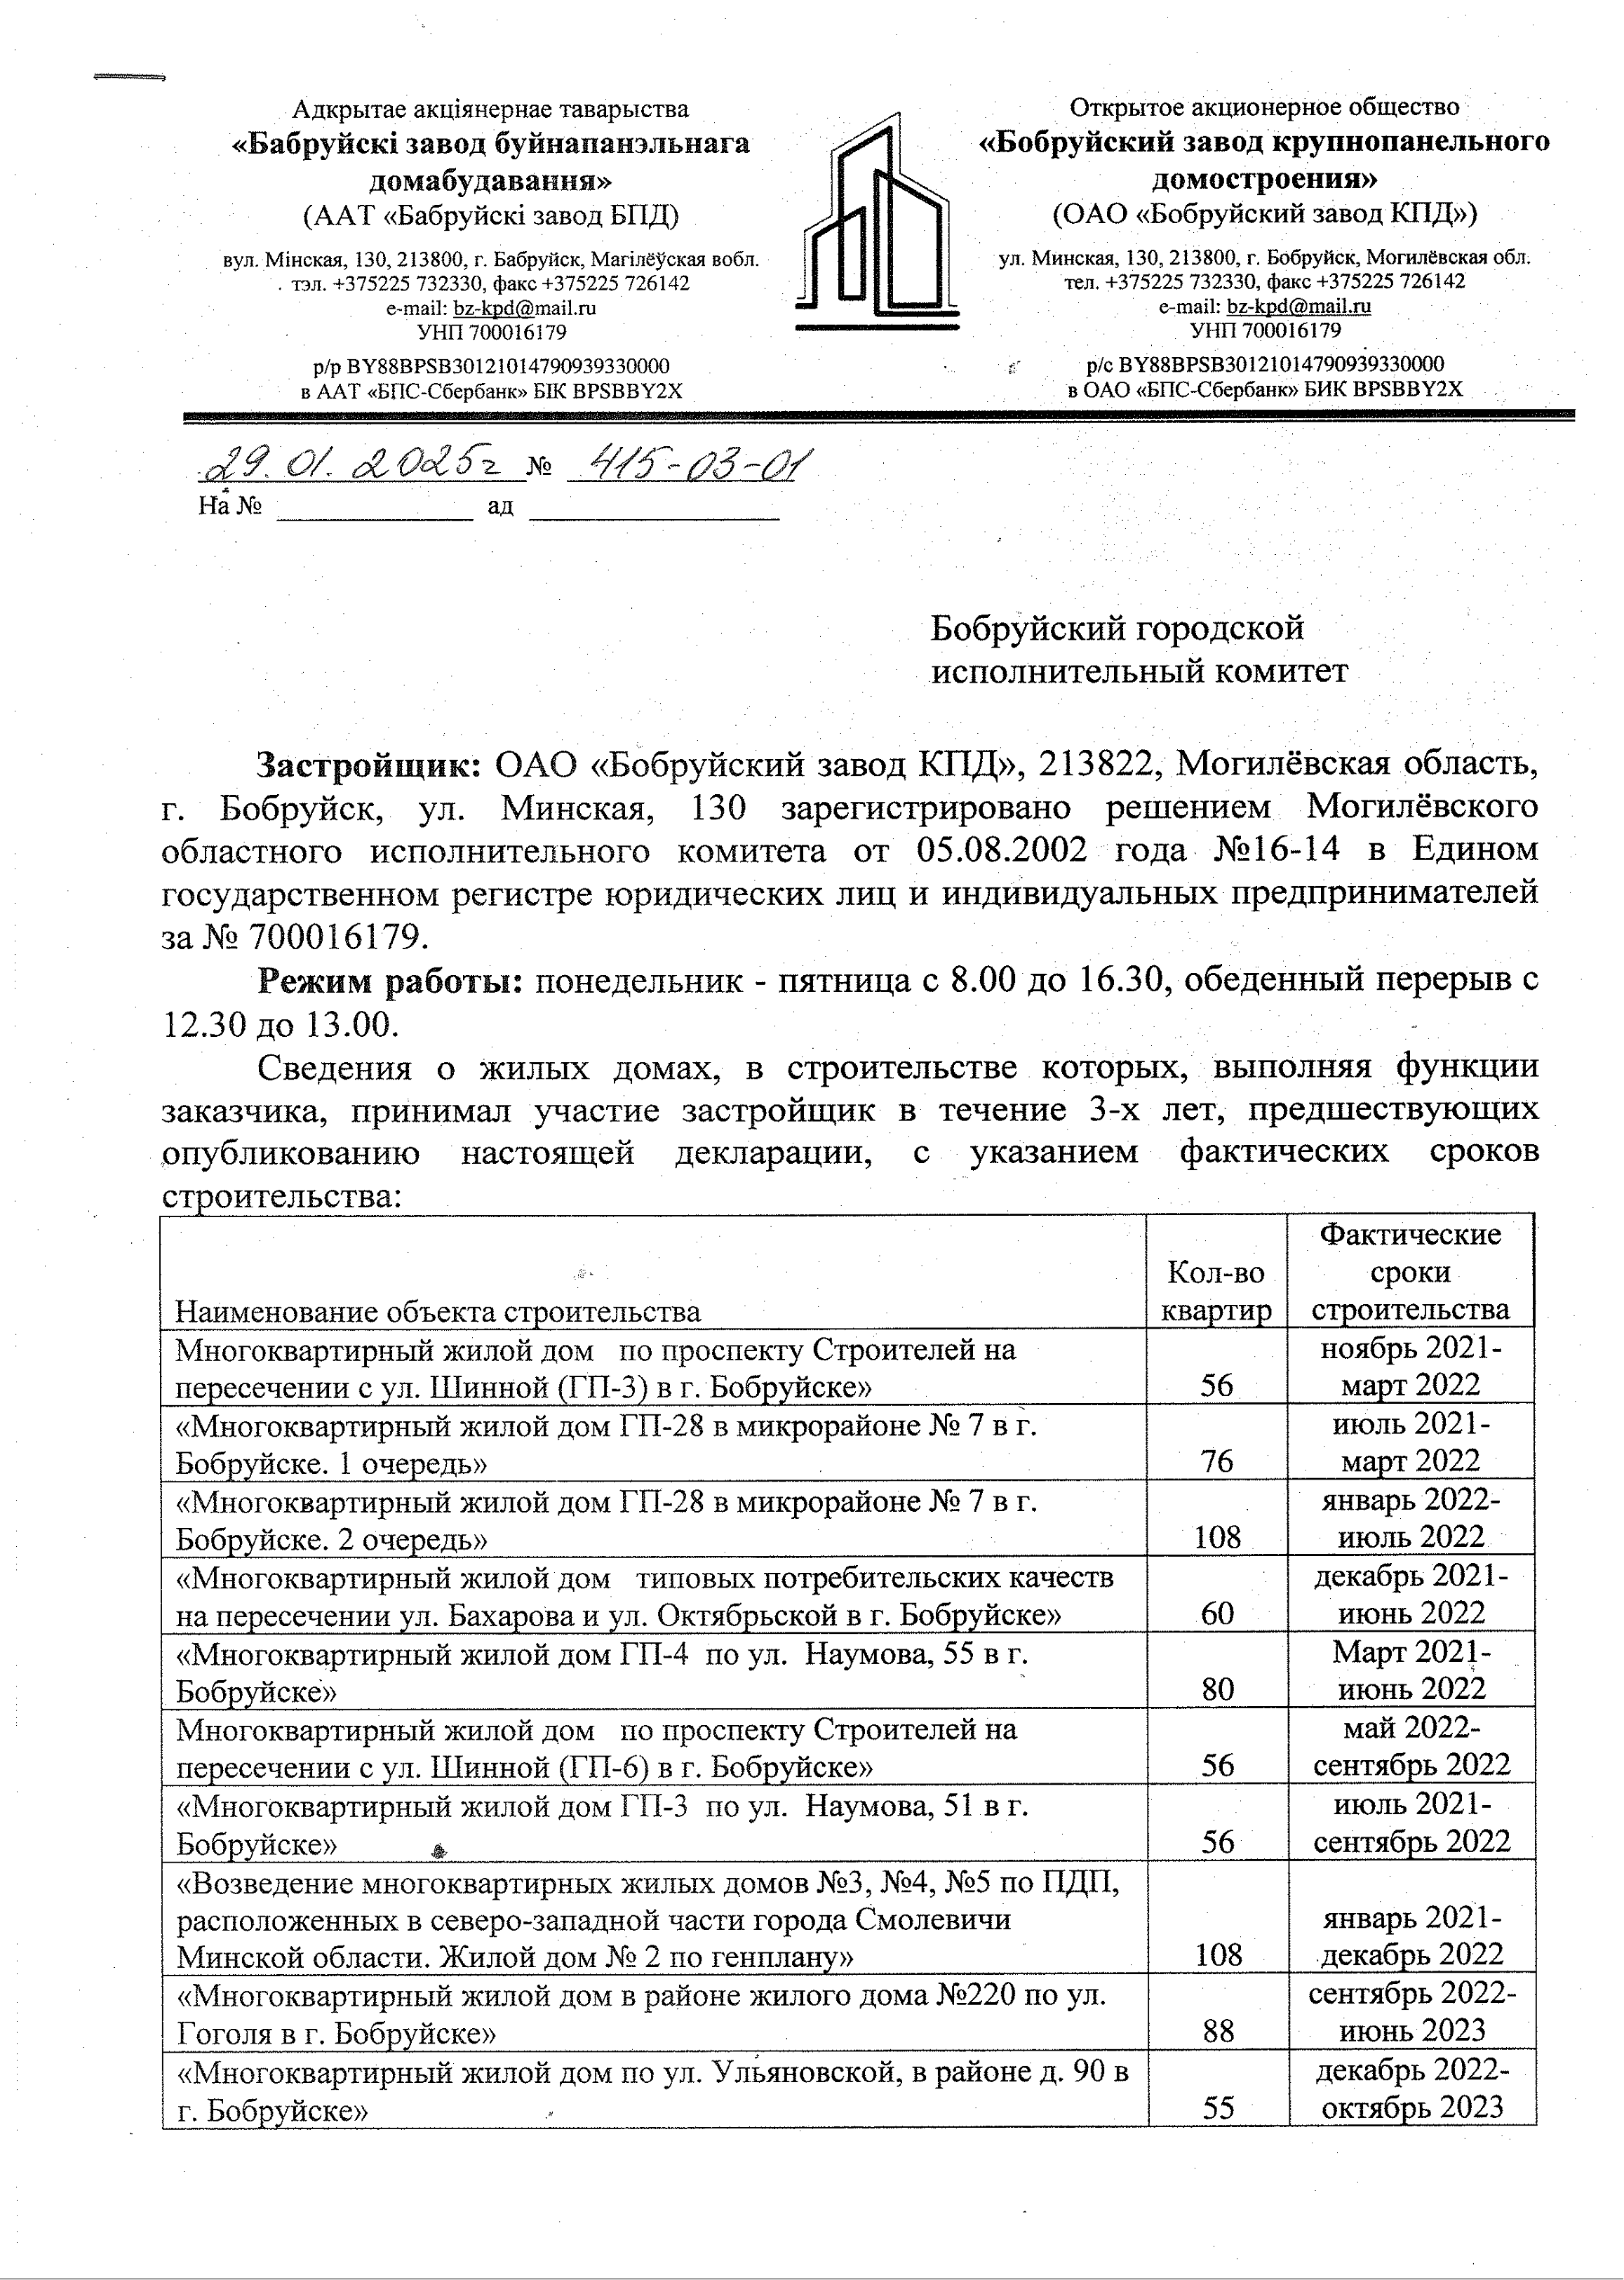 Адкрытае акцiянернае таварыства
«Бабруйскi завод буйнапанэльнага
домабудавання»
(ААТ «Бабруйскi завод БПД)
вул. Мiнская, 130, 213800, г. Бабруйск, Магiлёўская вобл.
тэл. +375225 732330, факс +375225 726142
e-mail: bz-kpd@mail.ru
УНП 700016179
р/р BY88BPSB30121014790939330000
в ААТ «БПС-Сбербанк» БIК BPSBBY2X
Открытое акционерное общество
«Бобруйский завод крупнопанельного
домостроения»
(ОАО «Бобруйский завод КПД»)
ул. Минская, 130, 213800, г. Бобруйск, Могилёвская обл.
тел. +375225 732330, факс +375225 726142
e-mail: bz-kpd@mail.ru
УНП 700016179
р/с BY88BPSB30121014790939330000
в ОАО «БПС-Сбербанк» БИК BPSBBY2X
29.01.2025г № 415-03-01
На № ад
Бобруйский городской
исполнительный комитет
Застройщик: ОАО «Бобруйский завод КПД», 213822, Могилёвская область,
г. Бобруйск, ул. Минская, 130 зарегистрировано решением Могилёвского
областного исполнительного комитета от 05.08.2002 года №16-14 в Едином
государственном регистре юридических лиц и индивидуальных предпринимателей
за № 700016179.
Режим работы: понедельник - пятница с 8.00 до 16.30, обеденный перерыв с
12.30 до 13.00.
Сведения о жилых домах, в строительстве которых, выполняя функции
заказчика, принимал участие застройщик в течение 3-х лет, предшествующих
опубликованию настоящей декларации, с указанием фактических сроков
строительства:
Наименование объекта строительства
Кол-во
квартир
Фактические
сроки
строительства
Многоквартирный жилой дом по проспекту Строителей на
пересечении с ул. Шинной (ГП-3) в г. Бобруйске»
56
ноябрь 2021-
март 2022
«Многоквартирный жилой дом ГП-28 в микрорайоне № 7 в г.
Бобруйске. 1 очередь»
76
июль 2021-
март 2022
«Многоквартирный жилой дом ГП-28 в микрорайоне № 7 в г.
Бобруйске. 2 очередь»
108
январь 2022-
июль 2022
«Многоквартирный жилой дом типовых потребительских качеств
на пересечении ул. Бахарова и ул. Октябрьской в г. Бобруйске»
60
декабрь 2021-
июнь 2022
«Многоквартирный жилой дом ГП-4 по ул. Наумова, 55 в г.
Бобруйске»
80
Март 2021-
июнь 2022
Многоквартирный жилой дом по проспекту Строителей на
пересечении с ул. Шинной (ГП-6) в г. Бобруйске»
56
май 2022-
сентябрь 2022
«Многоквартирный жилой дом ГП-3 по ул. Наумова, 51 в г.
Бобруйске»
56
июль 2021-
сентябрь 2022
«Возведение многоквартирных жилых домов №3, №4, №5 по ПДП,
расположенных в северо-западной части города Смолевичи
Минской области. Жилой дом № 2 по генплану»
108
январь 2021-
декабрь 2022
«Многоквартирный жилой дом в районе жилого дома №220 по ул.
Гоголя в г. Бобруйске»
88
сентябрь 2022-
июнь 2023
«Многоквартирный жилой дом по ул. Ульяновской, в районе д. 90 в
г. Бобруйске»
55
декабрь 2022-
октябрь 2023